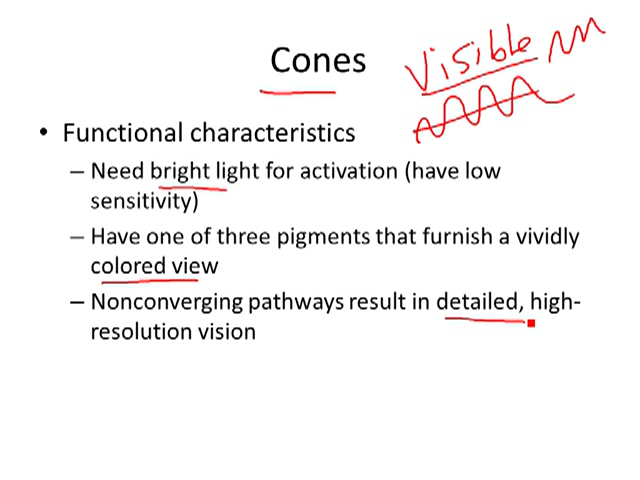 Cones
Visible
• Functional characteristics
– Need bright light for activation (have low
sensitivity)
– Have one of three pigments that furnish a vividly
colored view
– Nonconverging pathways result in detailed, high-
resolution vision